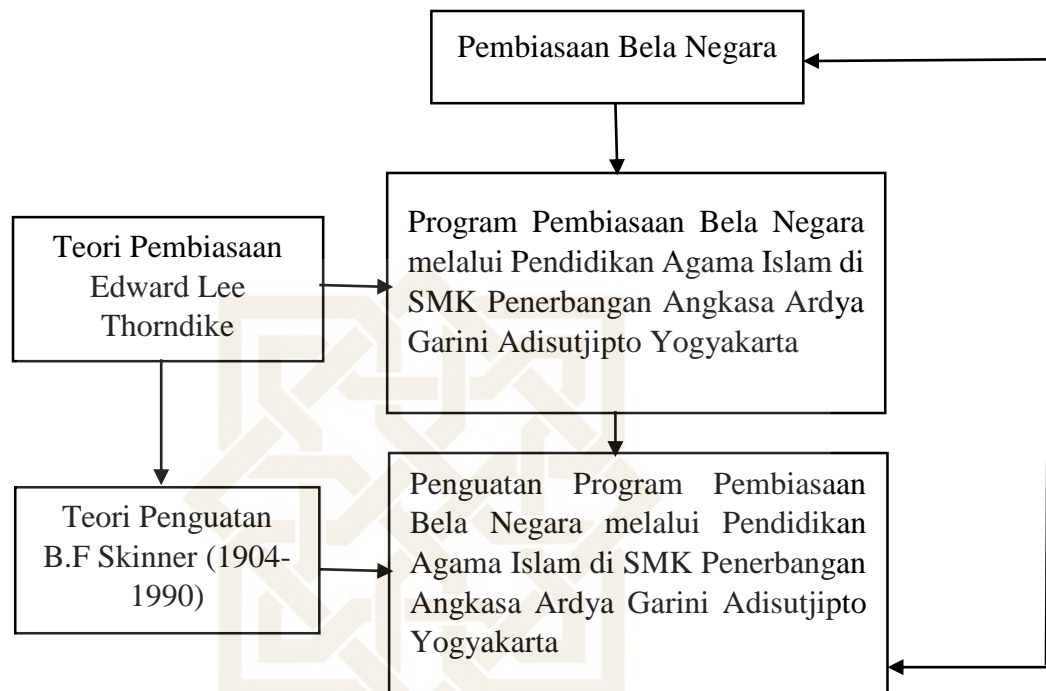 Pembiasaan Bela Negara
Program Pembiasaan Bela Negara
melalui Pendidikan Agama Islam di
SMK Penerbangan Angkasa Ardya
Garini Adisutjipto Yogyakarta
Teori Pembiasaan
Edward Lee
Thorndike
Teori Penguatan
B.F Skinner (1904-
1990)
Penguatan Program Pembiasaan
Bela Negara melalui Pendidikan
Agama Islam di SMK Penerbangan
Angkasa Ardya Garini Adisutjipto
Yogyakarta